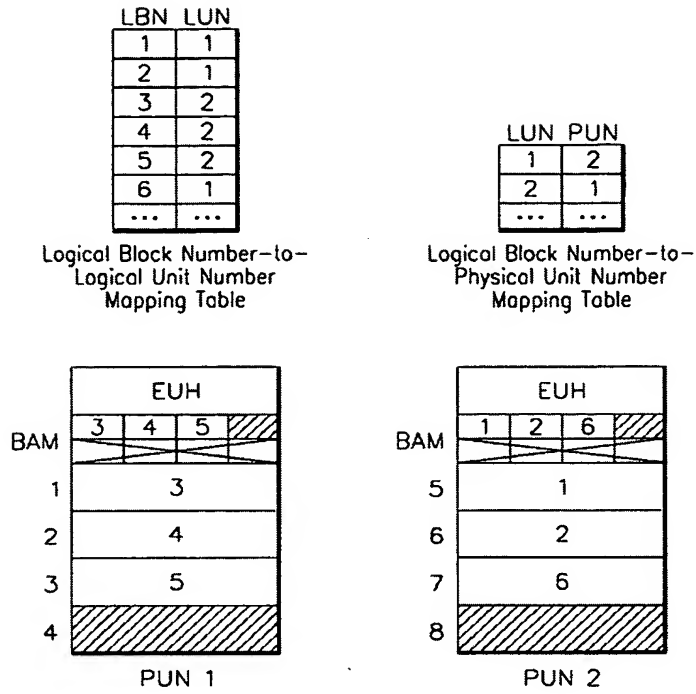 LBN LUN
1 1
2 1
3 2
4 2
5 2
6 1
... ...
Logical Block Number-to-
Logical Unit Number
Mapping Table
LUN PUN
1 2
2 1
... ...
Logical Block Number-to-
Physical Unit Number
Mapping Table
EUH
BAM 3 4 5
1 3
2 4
3 5
4
PUN 1
EUH
BAM 1 2 6
5 1
6 2
7 6
8
PUN 2